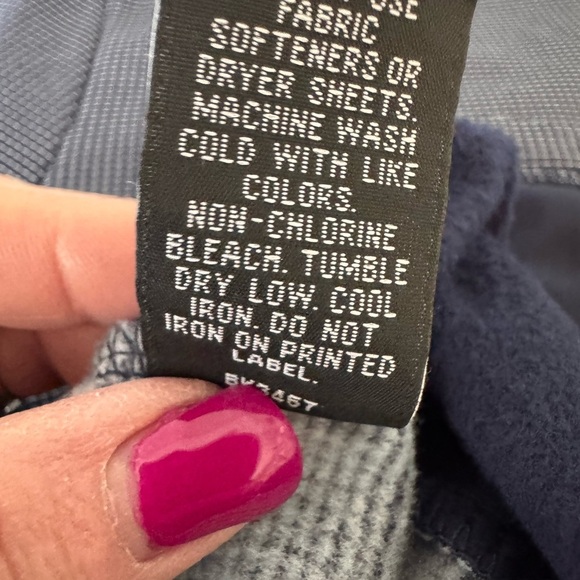 USE
FABRIC
SOFTENERS OR
DRYER SHEETS.
MACHINE WASH
COLD WITH LIKE
COLORS.
NON-CHLORINE
BLEACH. TUMBLE
DRY LOW. COOL
IRON. DO NOT
IRON ON PRINTED
LABEL.